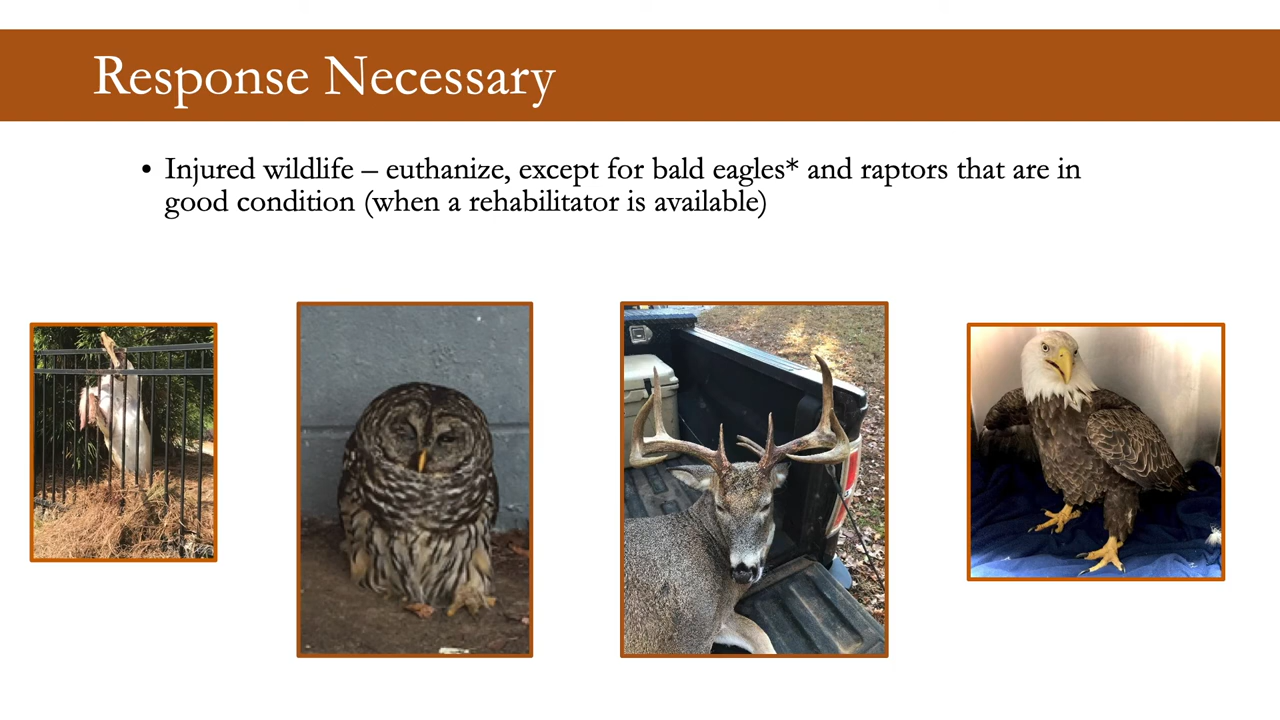 Response Necessary
• Injured wildlife – euthanize, except for bald eagles* and raptors that are in
good condition (when a rehabilitator is available)